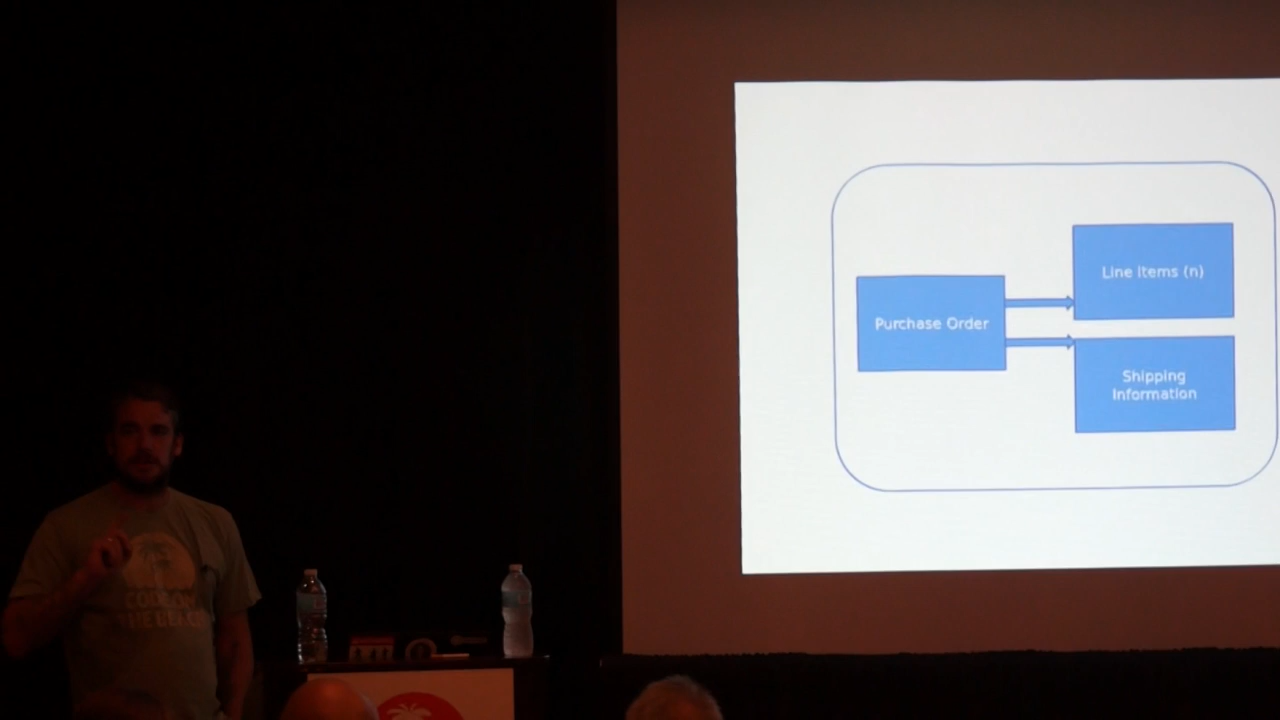 Line Items (n)
Purchase Order
Shipping
Information